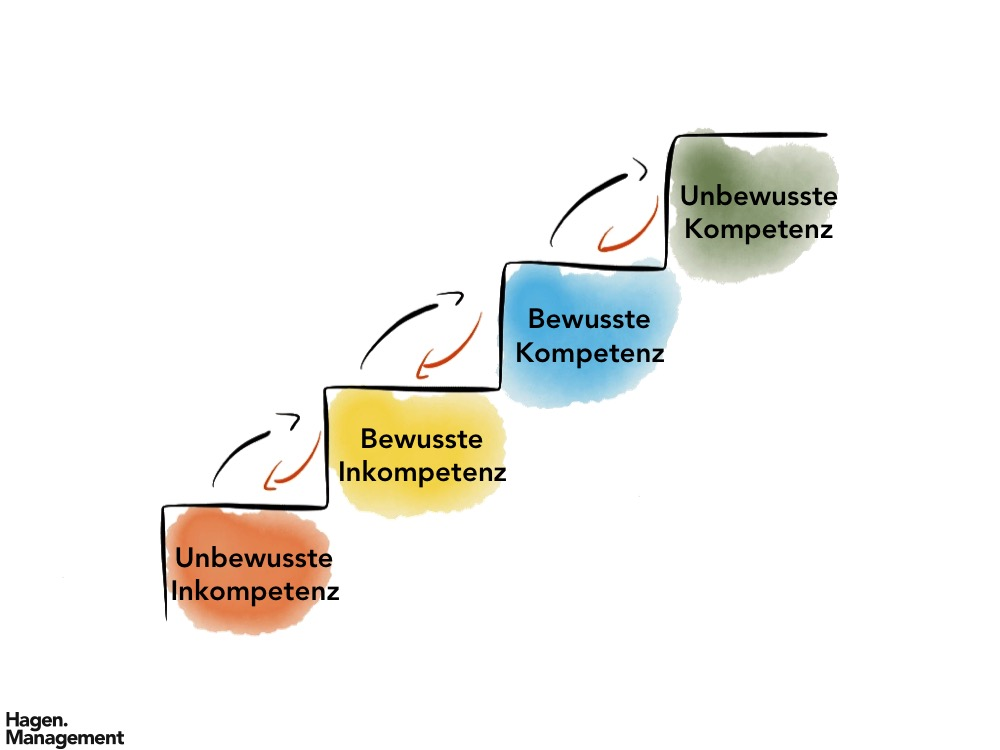 Unbewusste
Kompetenz
Bewusste
Kompetenz
Bewusste
Inkompetenz
Unbewusste
Inkompetenz
Hagen.
Management